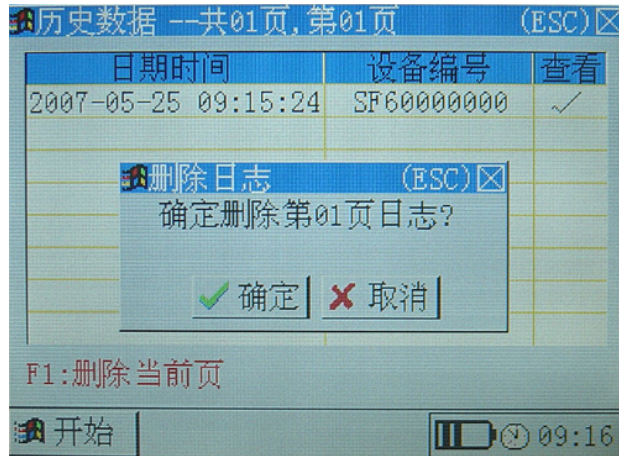 历史数据 --共01页,第01页 (ESC)
日期时间 设备编号 查看
2007-05-25 09:15:24 SF60000000
删除日志 (ESC)
确定删除第01页日志?
确定 取消
F1:删除当前页
开始 09:16